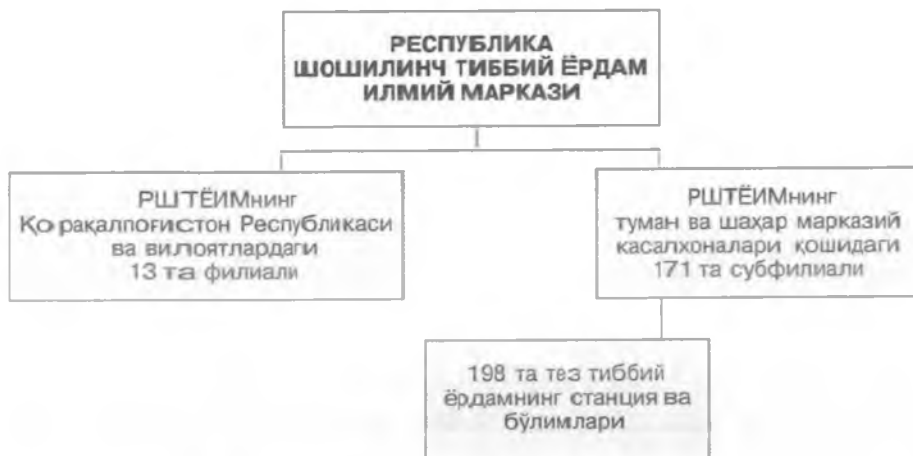 РЕСПУБЛИКА
ШОШИЛИНЧ ТИББИЙ ЁРДАМ
ИЛМИЙ МАРКАЗИ
РШТЁИМнинг
Қорақалпоғистон Республикаси
ва вилоятлардаги
13 та филиали
РШТЁИМнинг
туман ва шаҳар марказий
касалхоналари қошидаги
171 та субфилиали
198 та тез тиббий
ёрдамнинг станция ва
бўлимлари